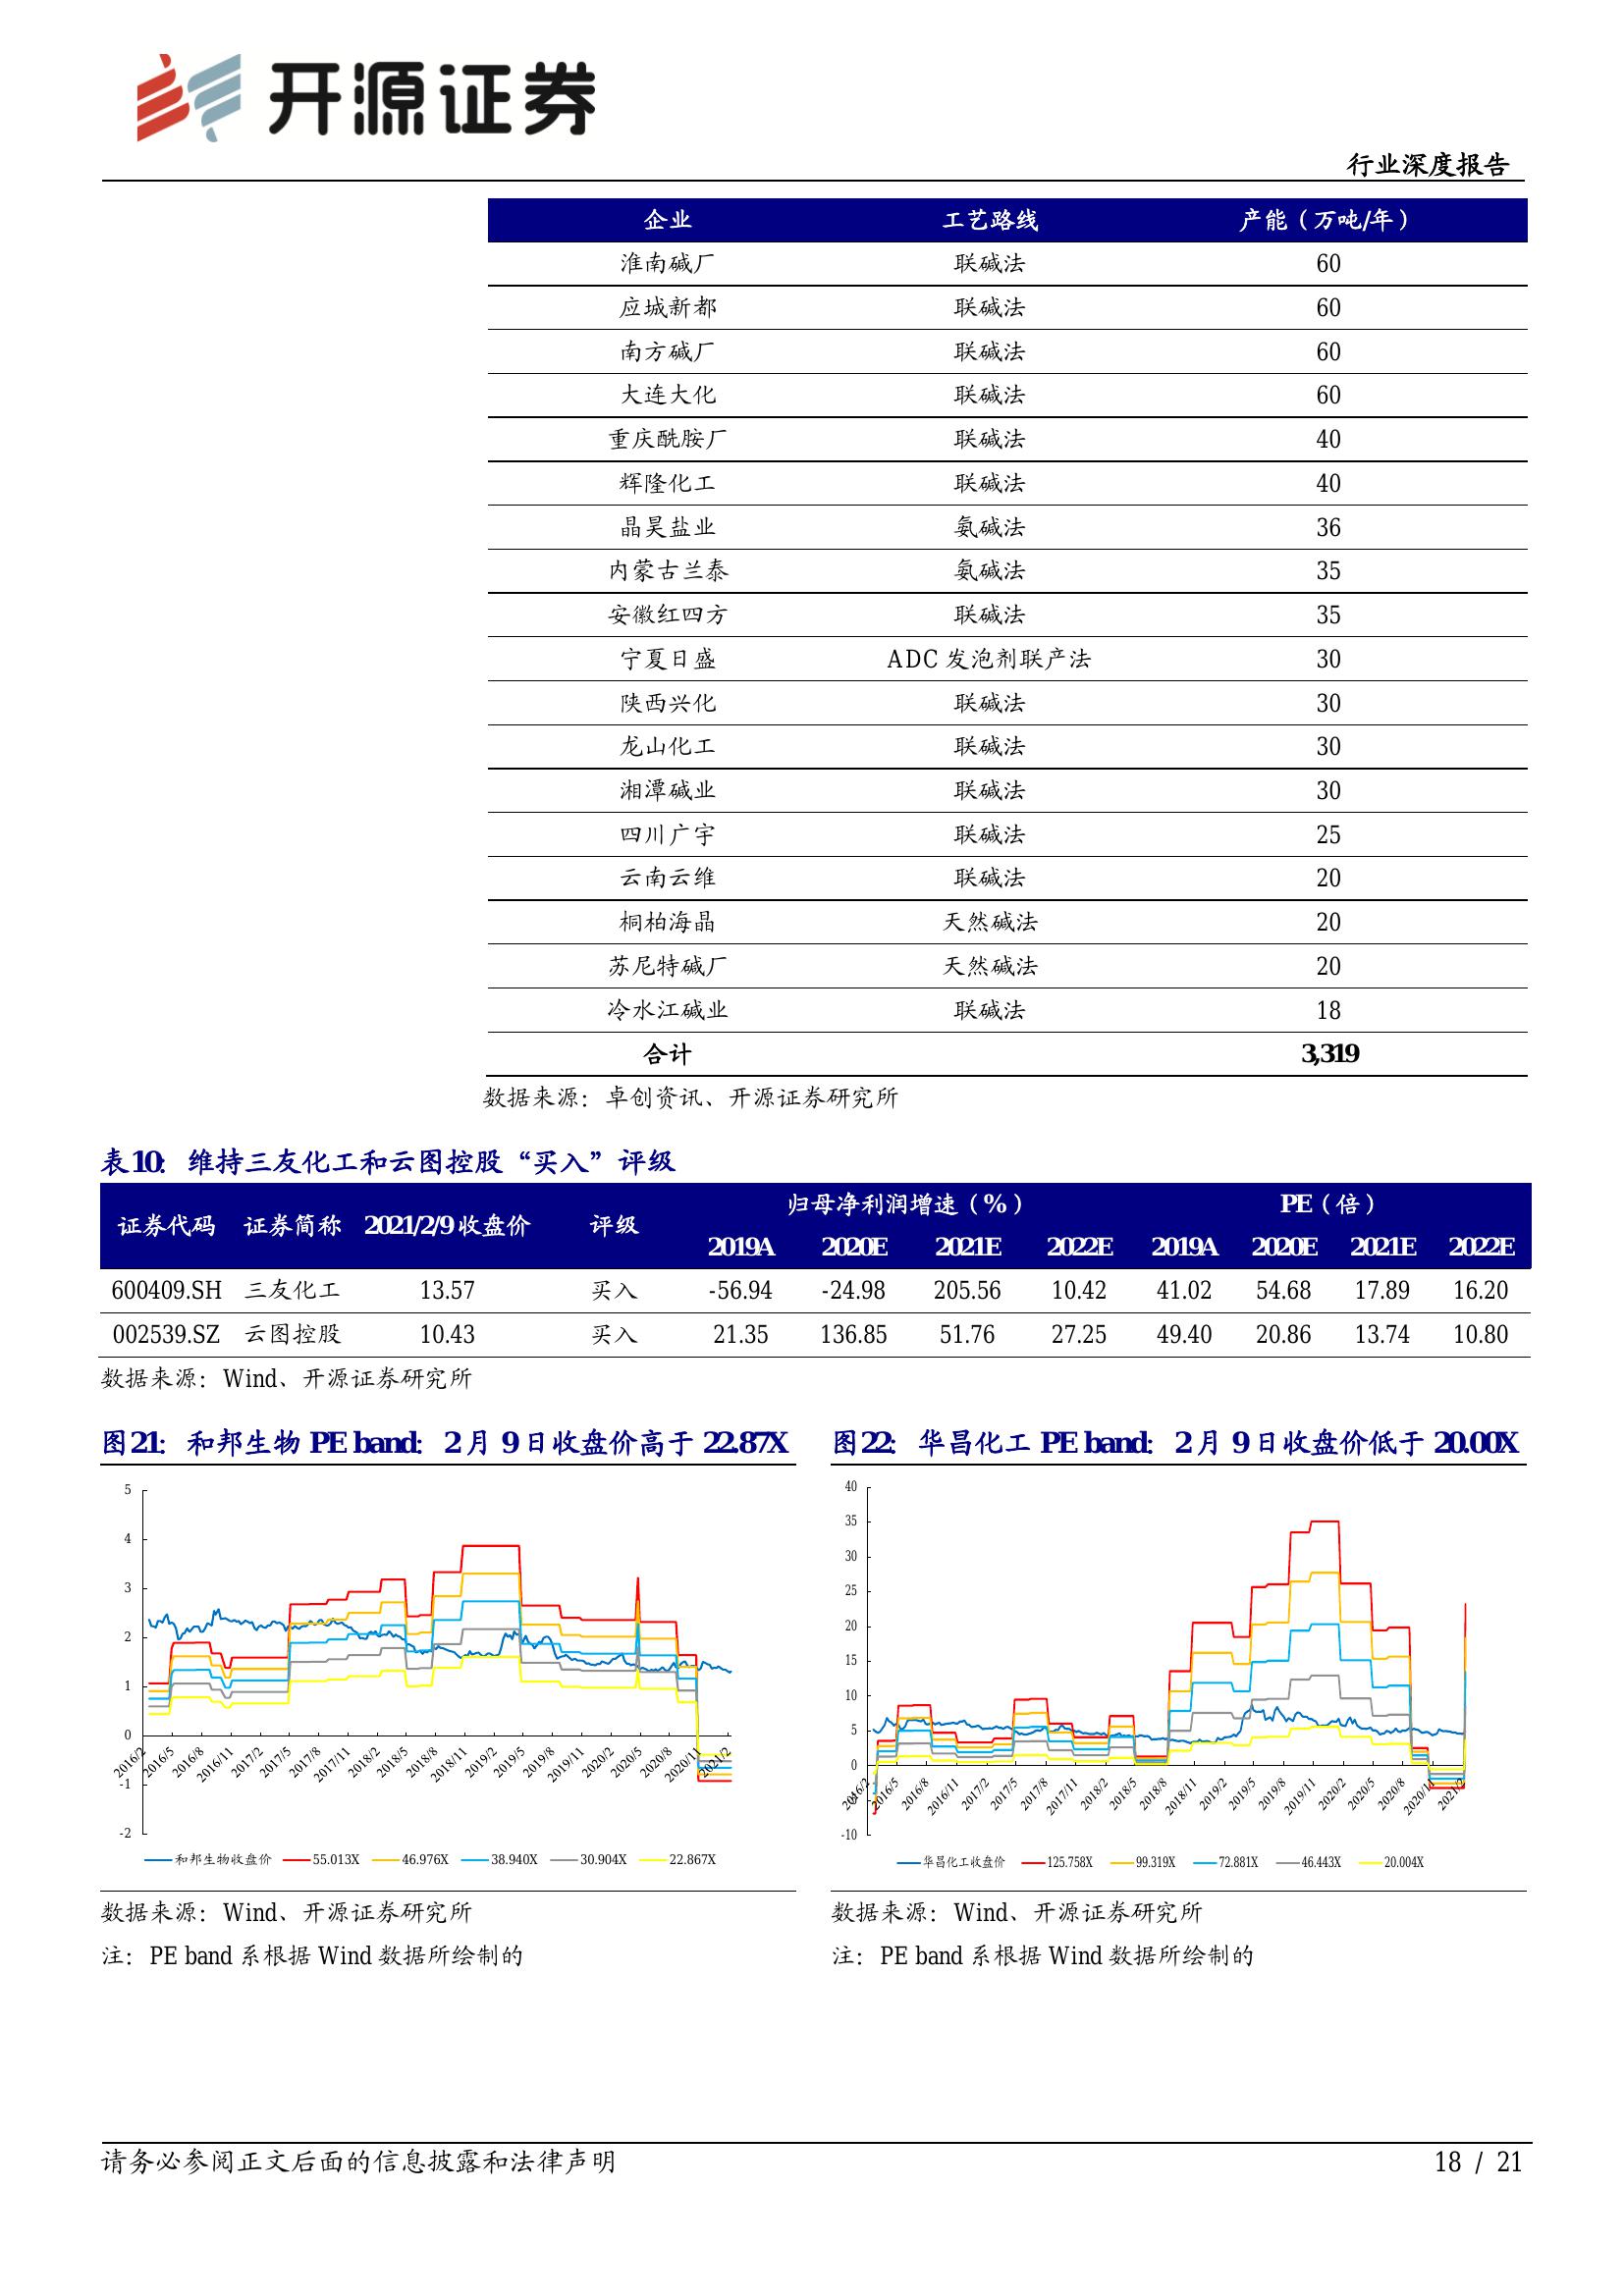 开源证券
行业深度报告
企业 工艺路线 产能（万吨/年）
淮南碱厂 联碱法 60
应城新都 联碱法 60
南方碱厂 联碱法 60
大连大化 联碱法 60
重庆酰胺厂 联碱法 40
辉隆化工 联碱法 40
晶昊盐业 氨碱法 36
内蒙古兰泰 氨碱法 35
安徽红四方 联碱法 35
宁夏日盛 ADC 发泡剂联产法 30
陕西兴化 联碱法 30
龙山化工 联碱法 30
湘潭碱业 联碱法 30
四川广宇 联碱法 25
云南云维 联碱法 20
桐柏海晶 天然碱法 20
苏尼特碱厂 天然碱法 20
冷水江碱业 联碱法 18
合计 3,319
数据来源：卓创资讯、开源证券研究所
表10：维持三友化工和云图控股“买入”评级
证券代码 证券简称 2021/2/9 收盘价 评级 归母净利润增速（%） PE（倍）
2019A 2020E 2021E 2022E 2019A 2020E 2021E 2022E
600409.SH 三友化工 13.57 买入 -56.94 -24.98 205.56 10.42 41.02 54.68 17.89 16.20
002539.SZ 云图控股 10.43 买入 21.35 136.85 51.76 27.25 49.40 20.86 13.74 10.80
数据来源：Wind、开源证券研究所
图21：和邦生物 PE band：2 月 9 日收盘价高于 22.87X
5
4
3
2
1
0
-1
-2
2016/2 2016/5 2016/8 2016/11 2017/2 2017/5 2017/8 2017/11 2018/2 2018/5 2018/8 2018/11 2019/2 2019/5 2019/8 2019/11 2020/2 2020/5 2020/8 2020/11 2021/2
和邦生物收盘价 55.013X 46.976X 38.940X 30.904X 22.867X
数据来源：Wind、开源证券研究所
注：PE band 系根据 Wind 数据所绘制的
图22：华昌化工 PE band：2 月 9 日收盘价低于 20.00X
40
35
30
25
20
15
10
5
0
-10
2016/2 2016/5 2016/8 2016/11 2017/2 2017/5 2017/8 2017/11 2018/2 2018/5 2018/8 2018/11 2019/2 2019/5 2019/8 2019/11 2020/2 2020/5 2020/8 2020/11 2021/2
华昌化工收盘价 125.758X 99.319X 72.881X 46.443X 20.004X
数据来源：Wind、开源证券研究所
注：PE band 系根据 Wind 数据所绘制的
请务必参阅正文后面的信息披露和法律声明 18 / 21